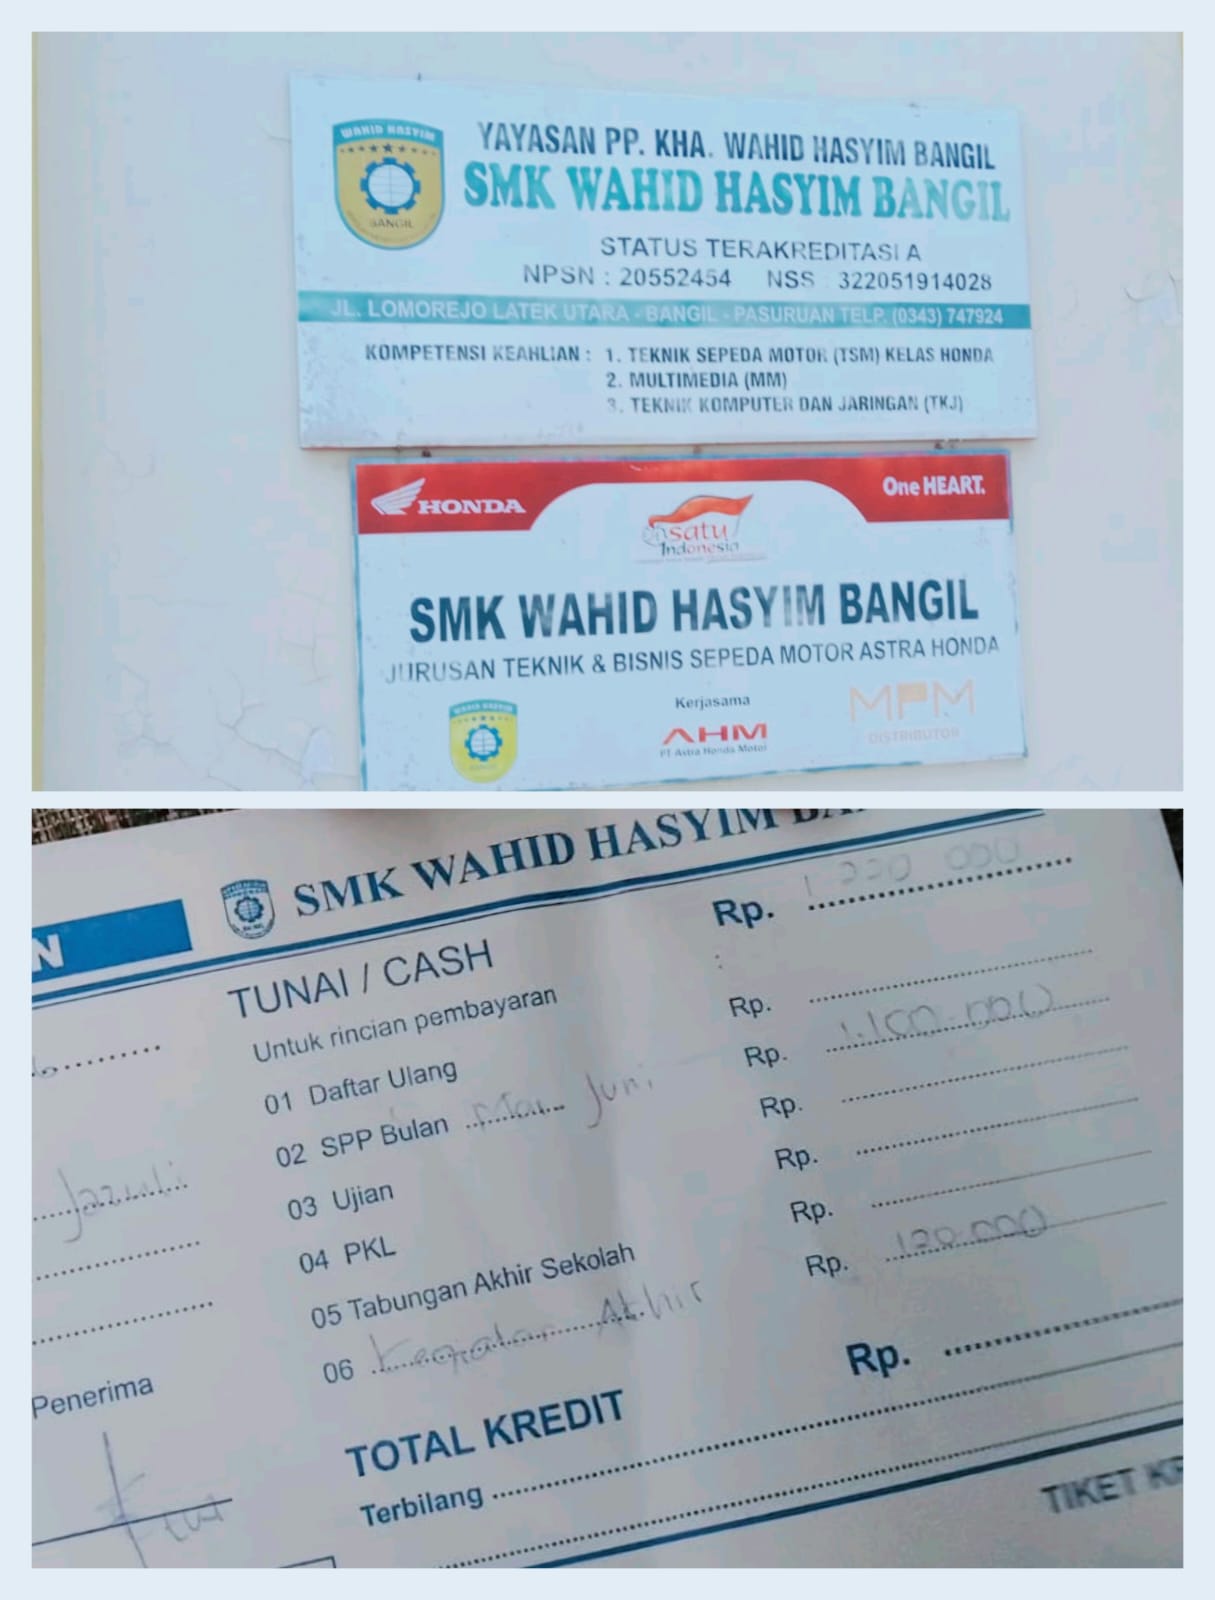 WAHID HASYIM
BANGIL
YAYASAN PP. KHA. WAHID HASYIM BANGIL
SMK WAHID HASYIM BANGIL
STATUS TERAKREDITASI A
NPSN : 20552454 NSS : 322051914028
JL. LOMOREJO LATEK UTARA - BANGIL - PASURUAN TELP. (0343) 747924
KOMPETENSI KEAHLIAN : 1. TEKNIK SEPEDA MOTOR (TSM) KELAS HONDA
2. MULTIMEDIA (MM)
3. TEKNIK KOMPUTER DAN JARINGAN (TKJ)
HONDA
One HEART.
satu
Indonesia
SMK WAHID HASYIM BANGIL
JURUSAN TEKNIK & BISNIS SEPEDA MOTOR ASTRA HONDA
WAHID HASYIM
BANGIL
Kerjasama
AHM
PT Astra Honda Motor
MPM
DISTRIBUTOR
N
SMK WAHID HASYIM BA
TUNAI / CASH Rp.
Untuk rincian pembayaran :
01 Daftar Ulang Rp.
02 SPP Bulan Mei Juni Rp. 1.100.000
03 Ujian Rp.
04 PKL Rp.
05 Tabungan Akhir Sekolah Rp.
06 Kegiatan Akhir Rp. 120.000
TOTAL KREDIT Rp.
Terbilang
Jazuli
Penerima
TIKET KR